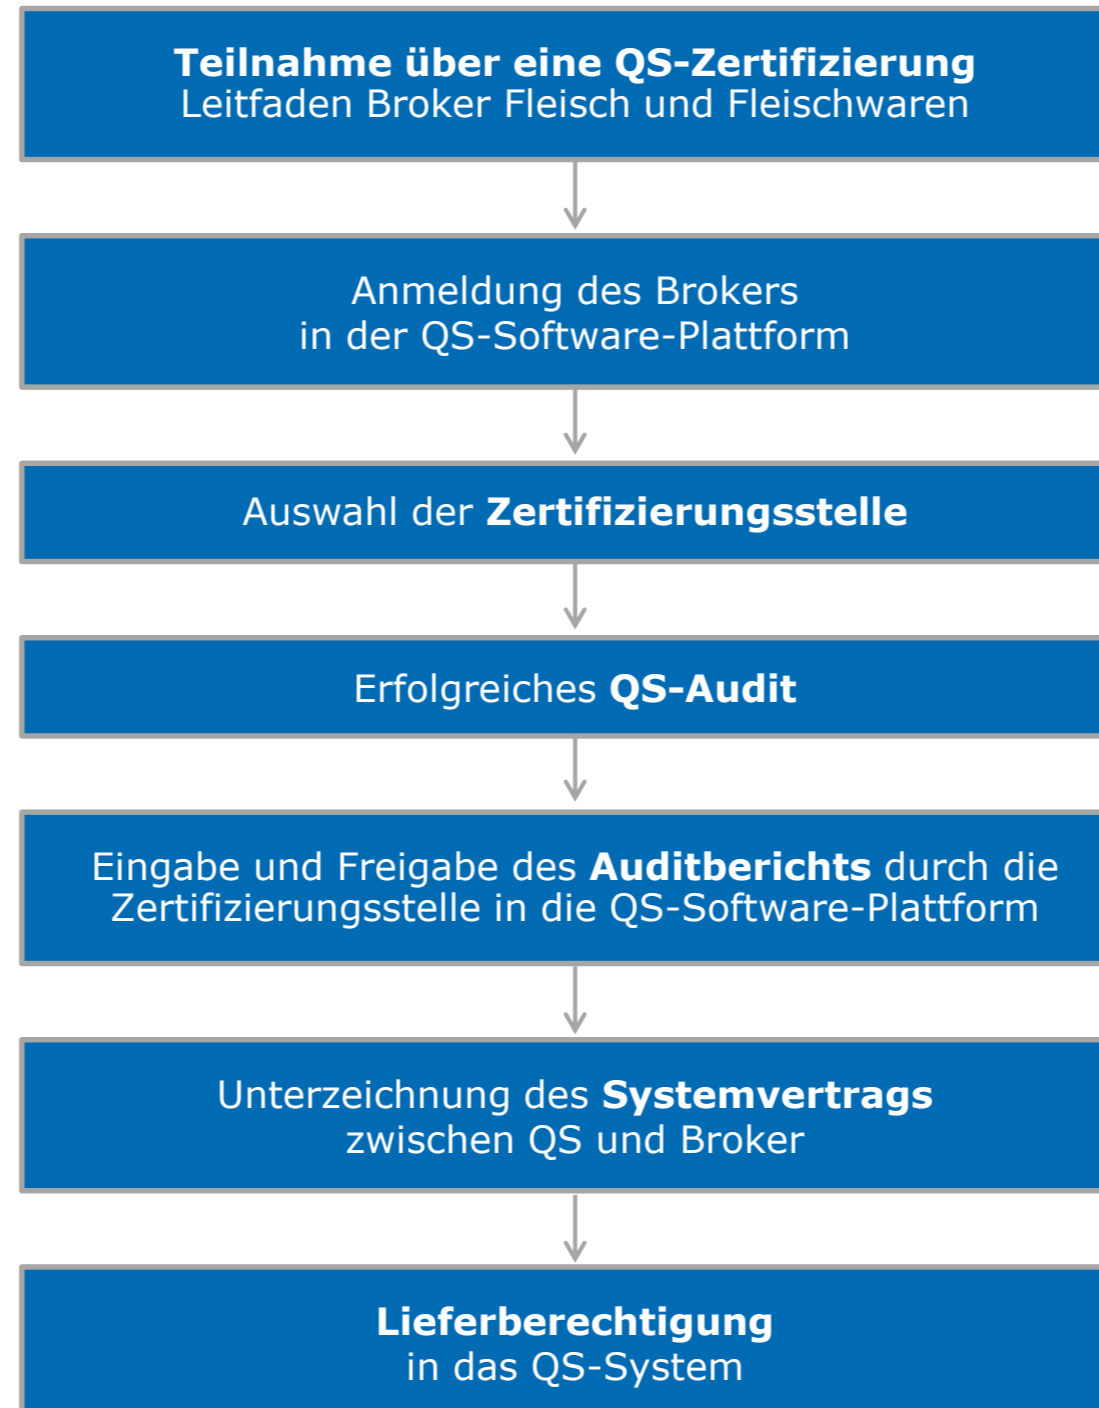 Teilnahme über eine QS-Zertifizierung
Leitfaden Broker Fleisch und Fleischwaren
Anmeldung des Brokers
in der QS-Software-Plattform
Auswahl der Zertifizierungsstelle
Erfolgreiches QS-Audit
Eingabe und Freigabe des Auditberichts durch die
Zertifizierungsstelle in die QS-Software-Plattform
Unterzeichnung des Systemvertrags
zwischen QS und Broker
Lieferberechtigung
in das QS-System